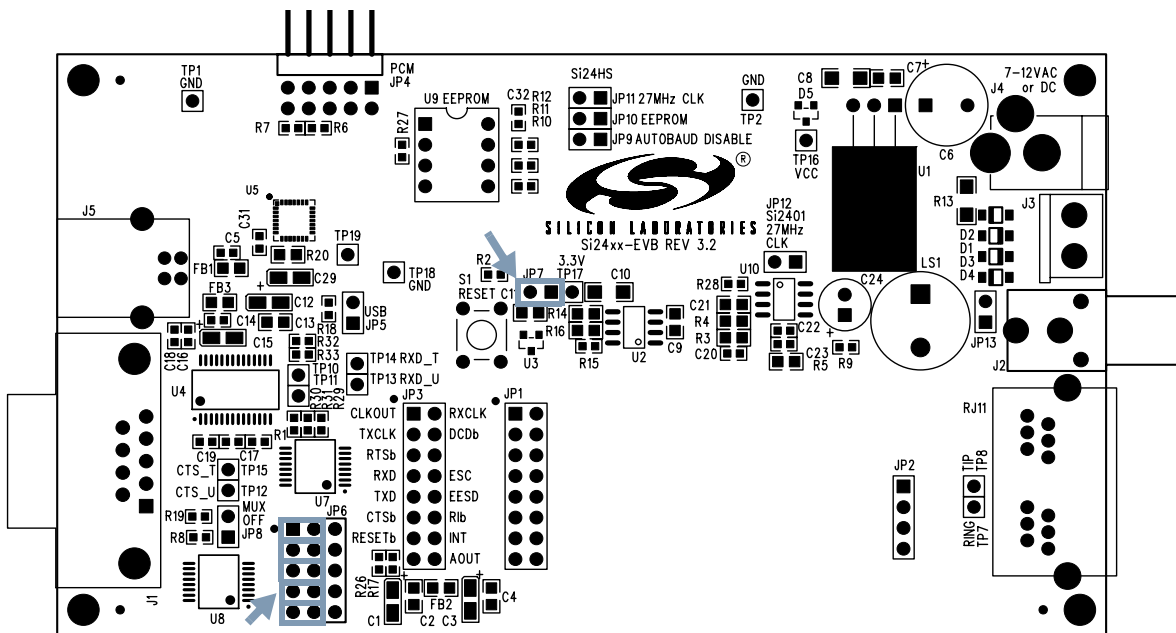 TP1
GND
PCM
JP4
R7
R6
R27
U9 EEPROM
C32
R12
R11
R10
Si24HS
JP11 27MHz CLK
JP10 EEPROM
JP9 AUTOBAUD DISABLE
GND
TP2
C8
D5
TP16
VCC
C7
+
C6
7-12VAC
or DC
J4
U1
R13
J3
D2
D1
D3
D4
®
SILICON LABORATORIES
Si24xx-EVB REV 3.2
JP12
Si2401
27MHz
CLK
U5
J5
C31
C5
FB1
R20
C29
TP19
TP18
GND
FB3
+
C12
C14
C13
+
C15
C18
C16
R18
R32
R33
USB
JP5
R2
S1
RESET
C11
JP7
3.3V
TP17
C10
R14
R16
R15
U3
U2
C9
R28
U10
C21
R4
R3
C20
C22
C23
R5
R9
+
C24
LS1
JP13
J2
U4
TP10
TP11
TP14 RXD_T
TP13 RXD_U
R30
R31
R29
R1
C19
C17
CTS_T
TP15
CTS_U
TP12
U7
R19
R8
MUX
OFF
JP8
JP6
U8
J1
JP3
JP1
CLKOUT
RXCLK
TXCLK
DCDb
RTSb
RXD
ESC
TXD
EESD
CTSb
RIb
RESETb
INT
AOUT
R26
R17
+
C1
C2
FB2
C3
+
C4
JP2
RJ11
TIP
TP8
RING
TP7